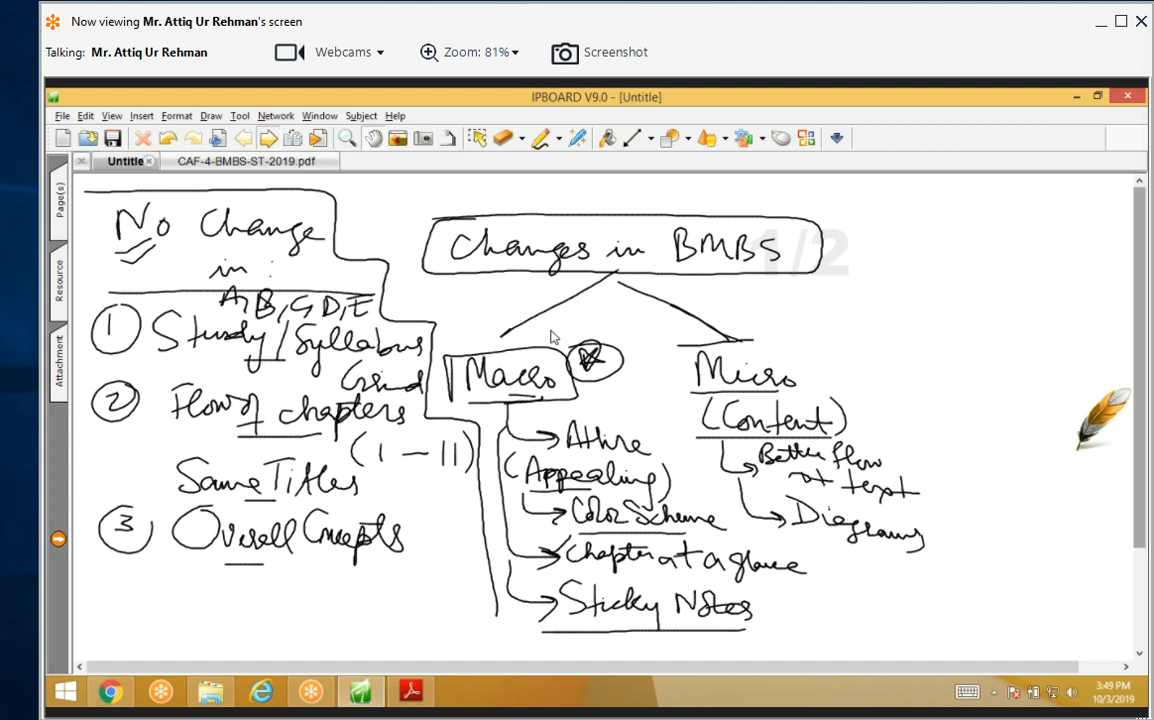 Now viewing Mr. Attiq Ur Rehman's screen
Talking: Mr. Attiq Ur Rehman
Webcams
Zoom: 81%
Screenshot
IPBOARD V9.0 - [Untitle]
File Edit View Insert Format Draw Tool Network Window Subject Help
Untitle
CAF-4-BMBS-ST-2019.pdf
Page(s)
Resource
Attachment
1/2
No Change
in :
A, B, C, D, E
1 Study/Syllabus
Grid
2 Flow of chapters
(1 - 11)
Same Titles
3 Overall Concepts
Changes in BMBS
Macro
Attire
(Appealing)
Color Scheme
Chapter at a glance
Sticky Notes
Micro
(Content)
Better flow
of text
Diagrams
3:49 PM
10/3/2019